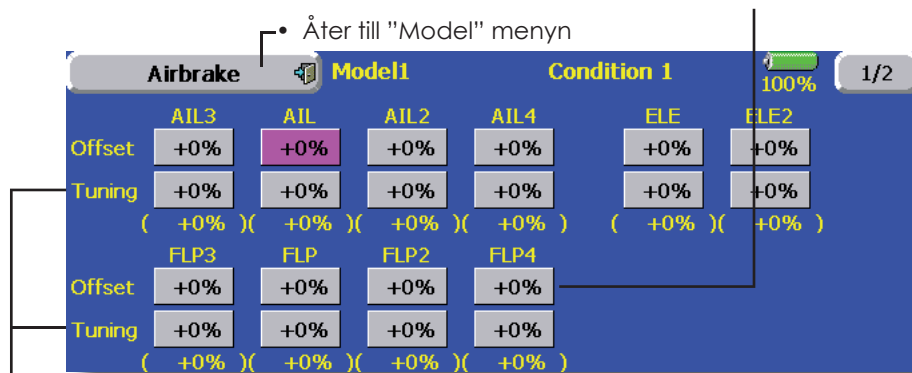 • Åter till ”Model” menyn
Airbrake Model1 Condition 1 100% 1/2
AIL3 AIL AIL2 AIL4 ELE ELE2
Offset +0% +0% +0% +0% +0% +0%
Tuning +0% +0% +0% +0% +0% +0%
( +0% )( +0% )( +0% )( +0% ) ( +0% )( +0% )
FLP3 FLP FLP2 FLP4
Offset +0% +0% +0% +0%
Tuning +0% +0% +0% +0%
( +0% )( +0% )( +0% )( +0% )